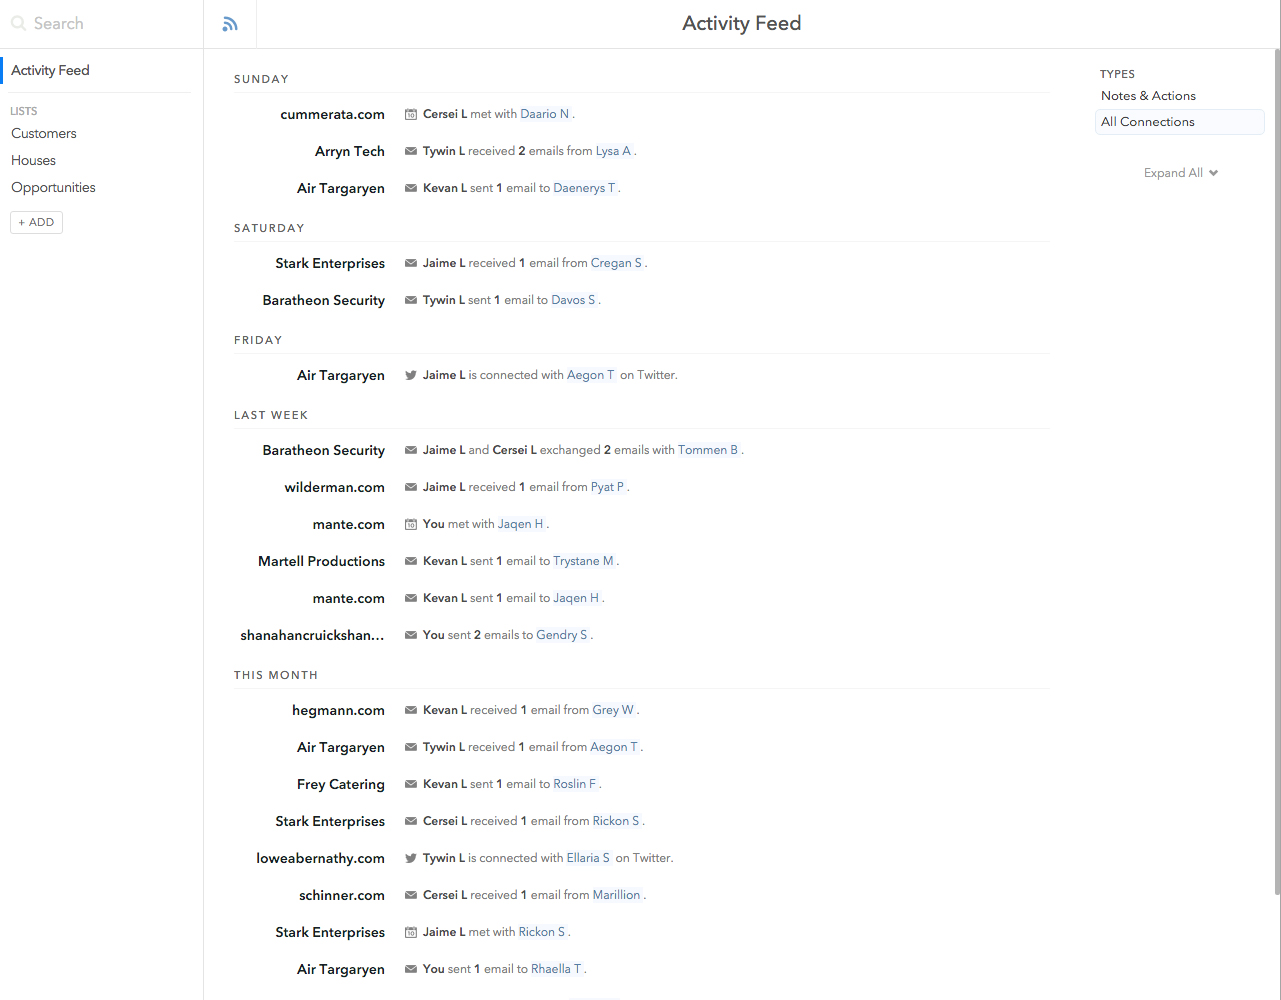 Search
Activity Feed
Activity Feed
LISTS
Customers
Houses
Opportunities
+ ADD
SUNDAY
cummerata.com Cersei L met with Daario N .
Arryn Tech Tywin L received 2 emails from Lysa A .
Air Targaryen Kevan L sent 1 email to Daenerys T .
SATURDAY
Stark Enterprises Jaime L received 1 email from Cregan S .
Baratheon Security Tywin L sent 1 email to Davos S .
FRIDAY
Air Targaryen Jaime L is connected with Aegon T on Twitter.
LAST WEEK
Baratheon Security Jaime L and Cersei L exchanged 2 emails with Tommen B .
wilderman.com Jaime L received 1 email from Pyat P .
mante.com You met with Jaqen H .
Martell Productions Kevan L sent 1 email to Trystane M .
mante.com Kevan L sent 1 email to Jaqen H .
shanahancruickshan... You sent 2 emails to Gendry S .
THIS MONTH
hegmann.com Kevan L received 1 email from Grey W .
Air Targaryen Tywin L received 1 email from Aegon T .
Frey Catering Kevan L sent 1 email to Roslin F .
Stark Enterprises Cersei L received 1 email from Rickon S .
loweabernathy.com Tywin L is connected with Ellaria S on Twitter.
schinner.com Cersei L received 1 email from Marillion .
Stark Enterprises Jaime L met with Rickon S .
Air Targaryen You sent 1 email to Rhaella T .
TYPES
Notes & Actions
All Connections
Expand All